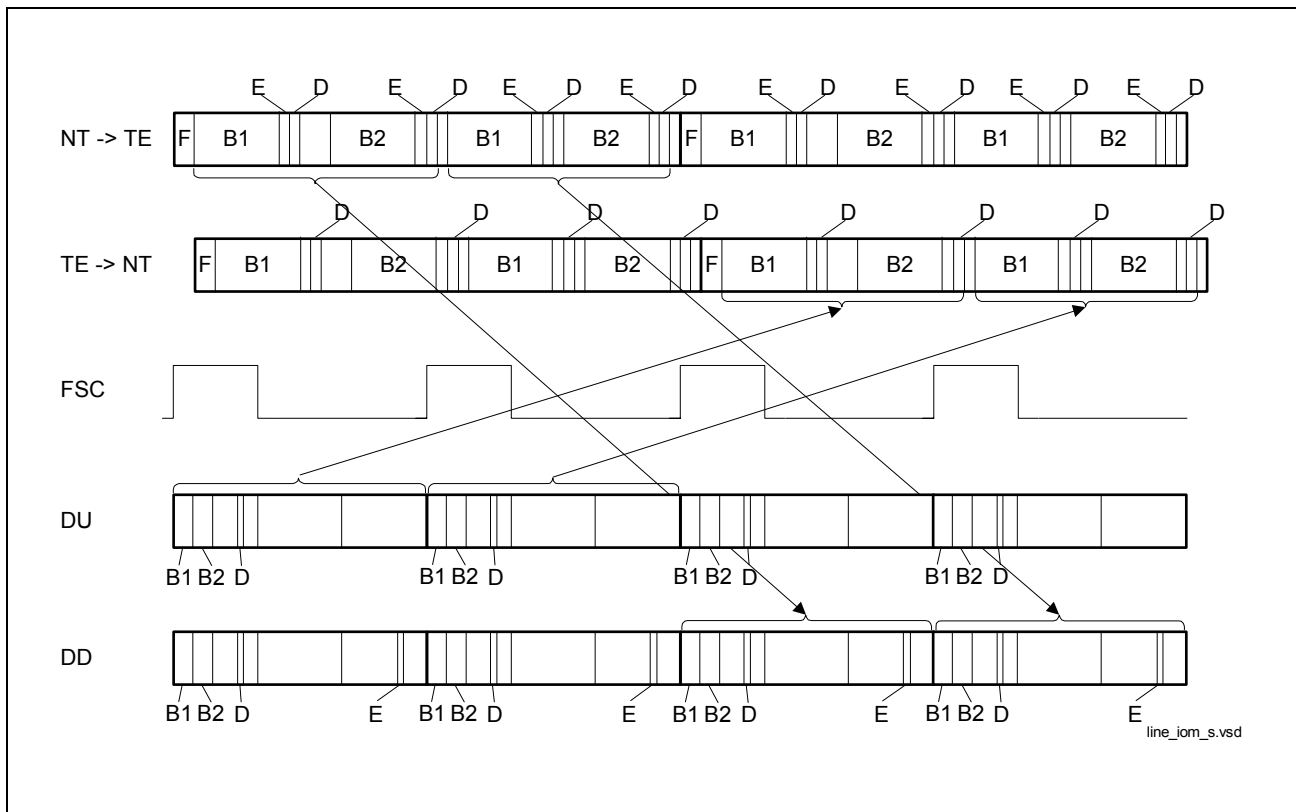 E D E D E D E D E D E D E D E D
NT -> TE F B1 B2 B1 B2 F B1 B2 B1 B2
D D D D D D D D
TE -> NT F B1 B2 B1 B2 F B1 B2 B1 B2
FSC
DU
B1 B2 D B1 B2 D B1 B2 D B1 B2 D
DD
B1 B2 D E B1 B2 D E B1 B2 D E B1 B2 D E
line_iom_s.vsd